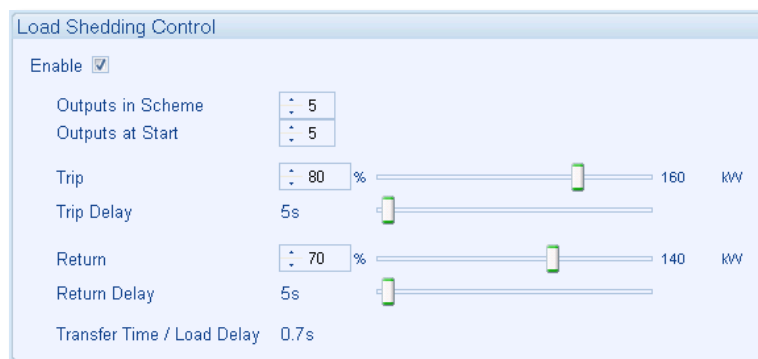 Load Shedding Control
Enable
Outputs in Scheme 5
Outputs at Start 5
Trip 80 % 160 kW
Trip Delay 5s
Return 70 % 140 kW
Return Delay 5s
Transfer Time / Load Delay 0.7s